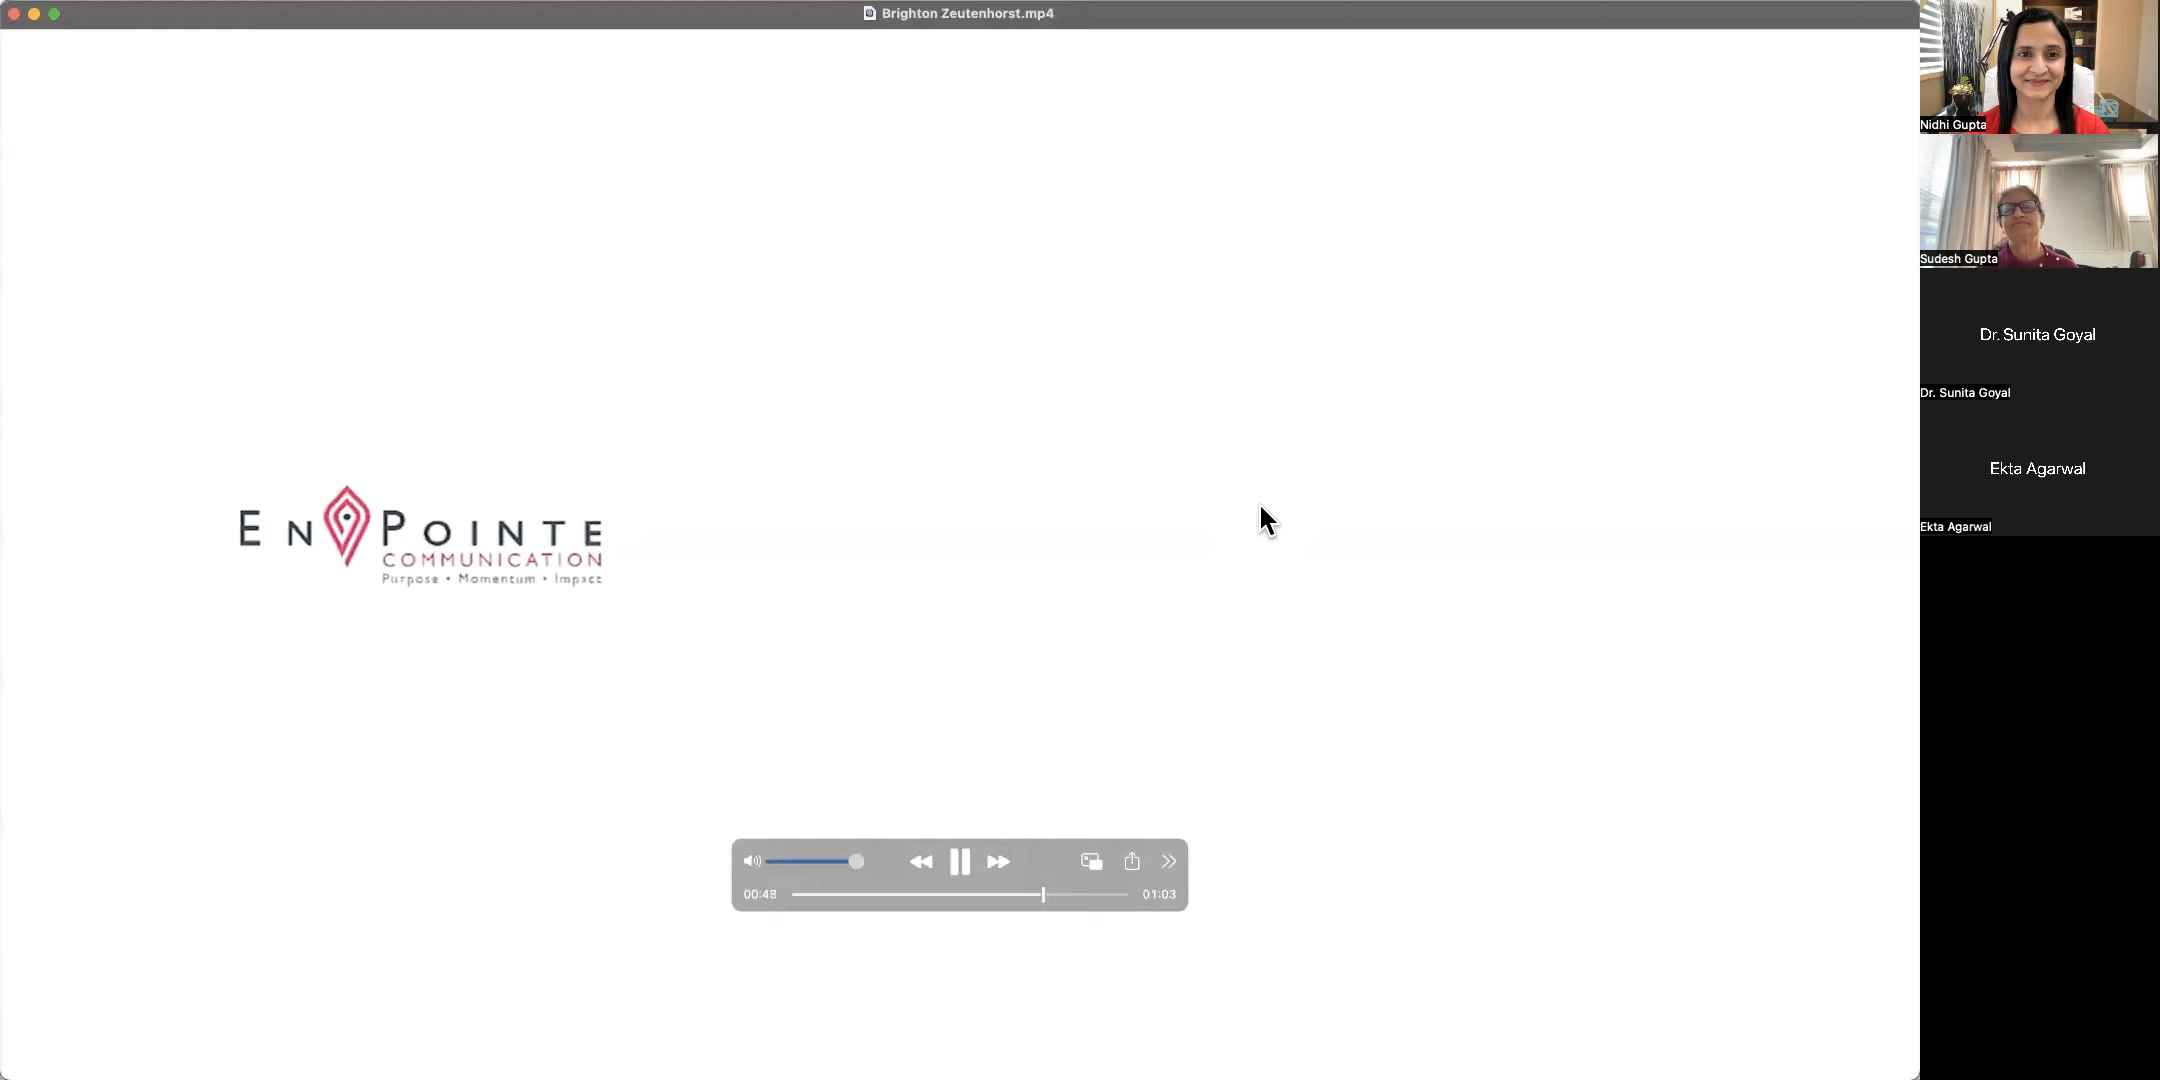 Brighton Zeutenhorst.mp4
EN POINTE
COMMUNICATION
Purpose • Momentum • Impact
00:48
01:03
Nidhi Gupta
Sudesh Gupta
Dr. Sunita Goyal
Dr. Sunita Goyal
Ekta Agarwal
Ekta Agarwal